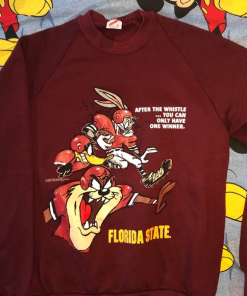 AFTER THE WHISTLE
... YOU CAN
ONLY HAVE
ONE WINNER.
FLORIDA STATE